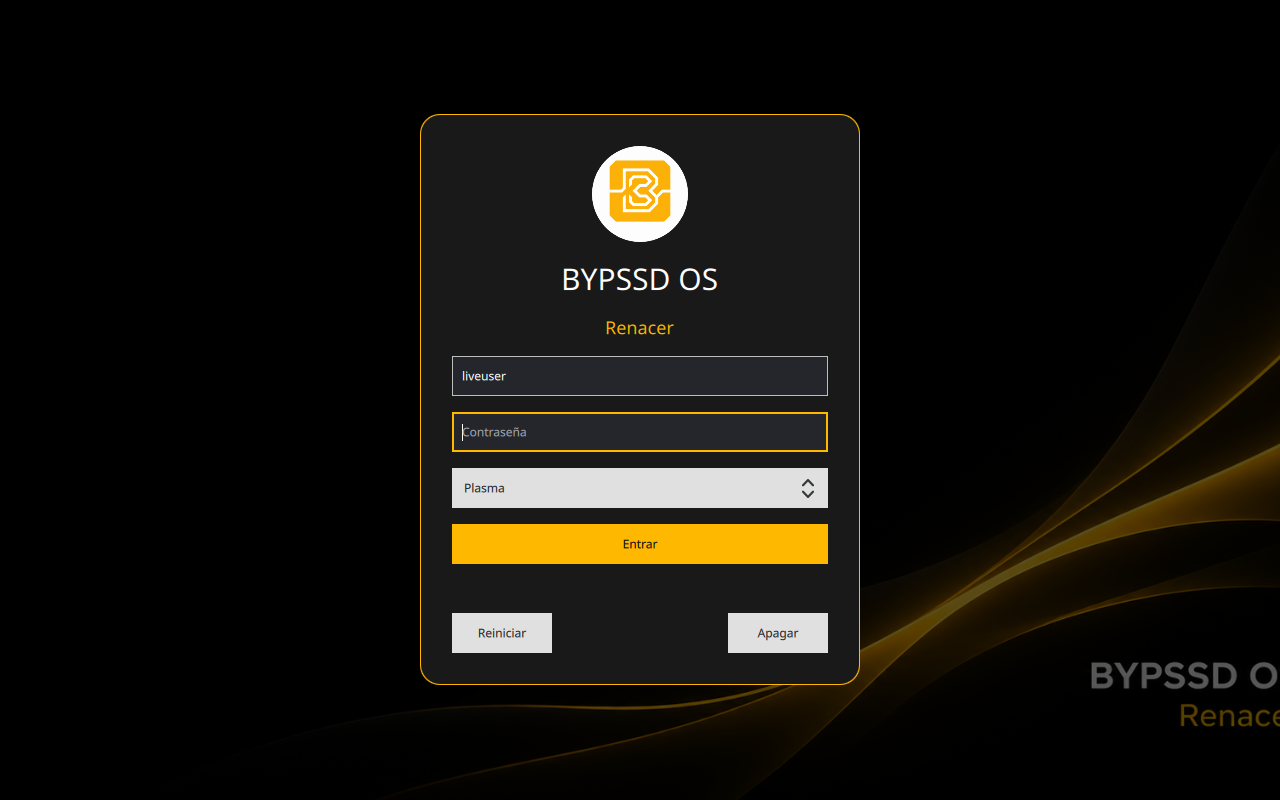 BYPSSD OS
Renacer
liveuser
Contraseña
Plasma
Entrar
Reiniciar
Apagar
BYPSSD O
Renace